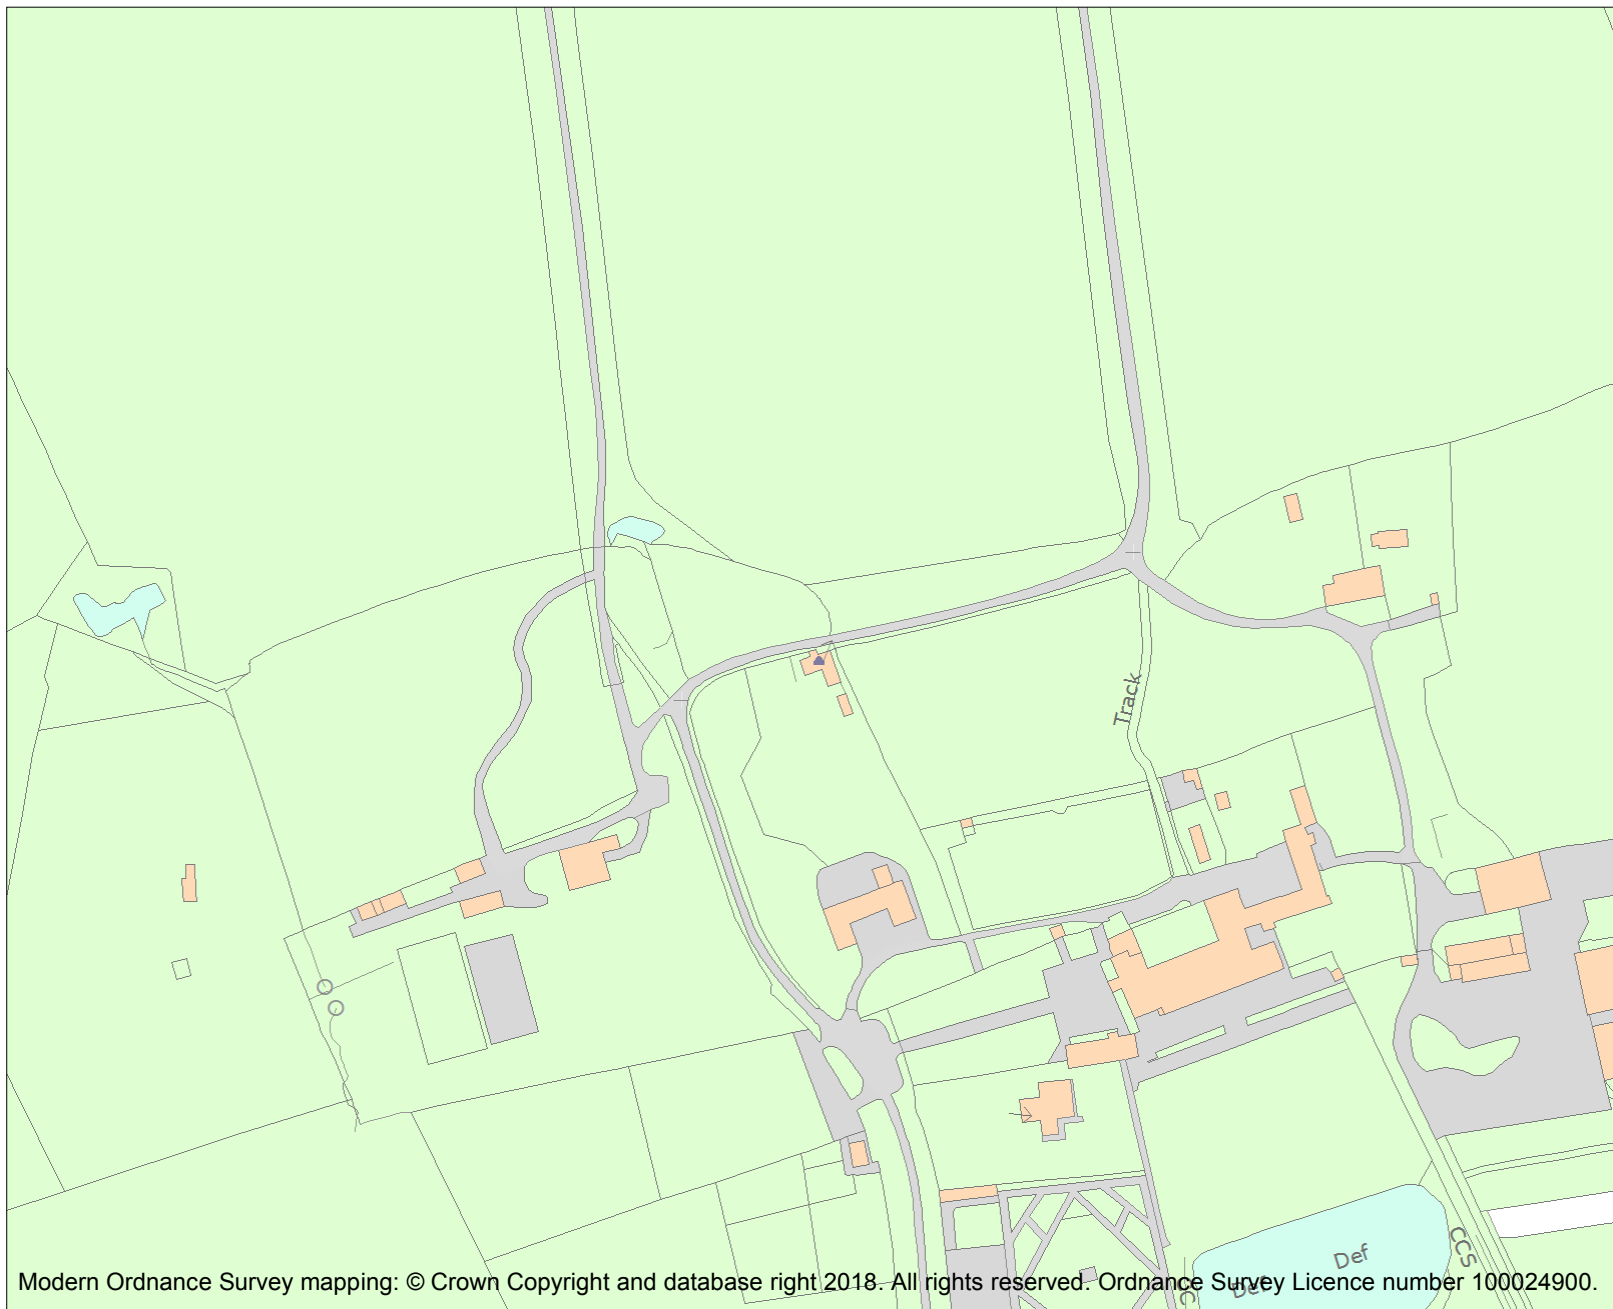 Track
Def
CCS
Def
C
Modern Ordnance Survey mapping: © Crown Copyright and database right 2018. All rights reserved. Ordnance Survey Licence number 100024900.